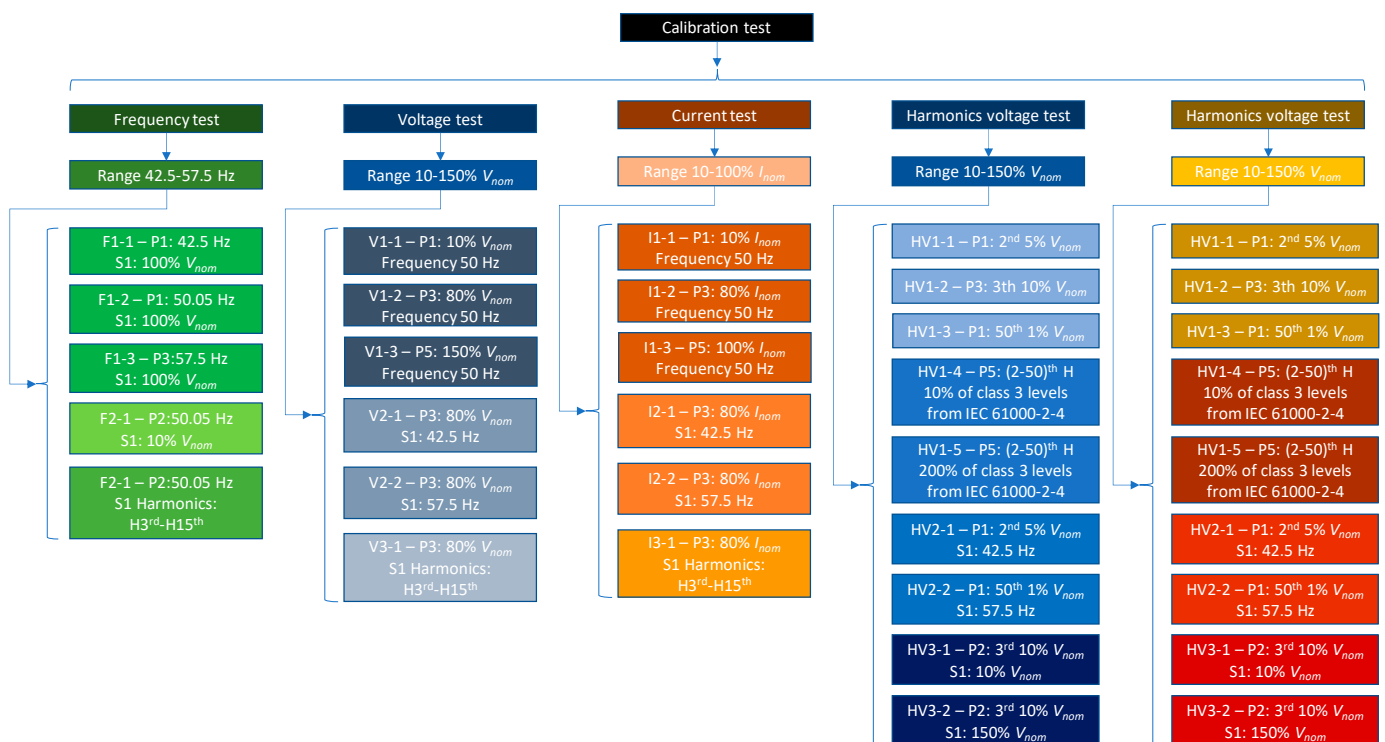 Calibration test
Frequency test
Range 42.5-57.5 Hz
F1-1 – P1: 42.5 Hz
S1: 100% Vnom
F1-2 – P1: 50.05 Hz
S1: 100% Vnom
F1-3 – P3:57.5 Hz
S1: 100% Vnom
F2-1 – P2:50.05 Hz
S1: 10% Vnom
F2-1 – P2:50.05 Hz
S1 Harmonics:
H3rd-H15th
Voltage test
Range 10-150% Vnom
V1-1 – P1: 10% Vnom
Frequency 50 Hz
V1-2 – P3: 80% Vnom
Frequency 50 Hz
V1-3 – P5: 150% Vnom
Frequency 50 Hz
V2-1 – P3: 80% Vnom
S1: 42.5 Hz
V2-2 – P3: 80% Vnom
S1: 57.5 Hz
V3-1 – P3: 80% Vnom
S1 Harmonics:
H3rd-H15th
Current test
Range 10-100% Inom
I1-1 – P1: 10% Inom
Frequency 50 Hz
I1-2 – P3: 80% Inom
Frequency 50 Hz
I1-3 – P5: 100% Inom
Frequency 50 Hz
I2-1 – P3: 80% Inom
S1: 42.5 Hz
I2-2 – P3: 80% Inom
S1: 57.5 Hz
I3-1 – P3: 80% Inom
S1 Harmonics:
H3rd-H15th
Harmonics voltage test
Range 10-150% Vnom
HV1-1 – P1: 2nd 5% Vnom
HV1-2 – P3: 3th 10% Vnom
HV1-3 – P1: 50th 1% Vnom
HV1-4 – P5: (2-50)th H
10% of class 3 levels
from IEC 61000-2-4
HV1-5 – P5: (2-50)th H
200% of class 3 levels
from IEC 61000-2-4
HV2-1 – P1: 2nd 5% Vnom
S1: 42.5 Hz
HV2-2 – P1: 50th 1% Vnom
S1: 57.5 Hz
HV3-1 – P2: 3rd 10% Vnom
S1: 10% Vnom
HV3-2 – P2: 3rd 10% Vnom
S1: 150% Vnom
Harmonics voltage test
Range 10-150% Vnom
HV1-1 – P1: 2nd 5% Vnom
HV1-2 – P3: 3th 10% Vnom
HV1-3 – P1: 50th 1% Vnom
HV1-4 – P5: (2-50)th H
10% of class 3 levels
from IEC 61000-2-4
HV1-5 – P5: (2-50)th H
200% of class 3 levels
from IEC 61000-2-4
HV2-1 – P1: 2nd 5% Vnom
S1: 42.5 Hz
HV2-2 – P1: 50th 1% Vnom
S1: 57.5 Hz
HV3-1 – P2: 3rd 10% Vnom
S1: 10% Vnom
HV3-2 – P2: 3rd 10% Vnom
S1: 150% Vnom